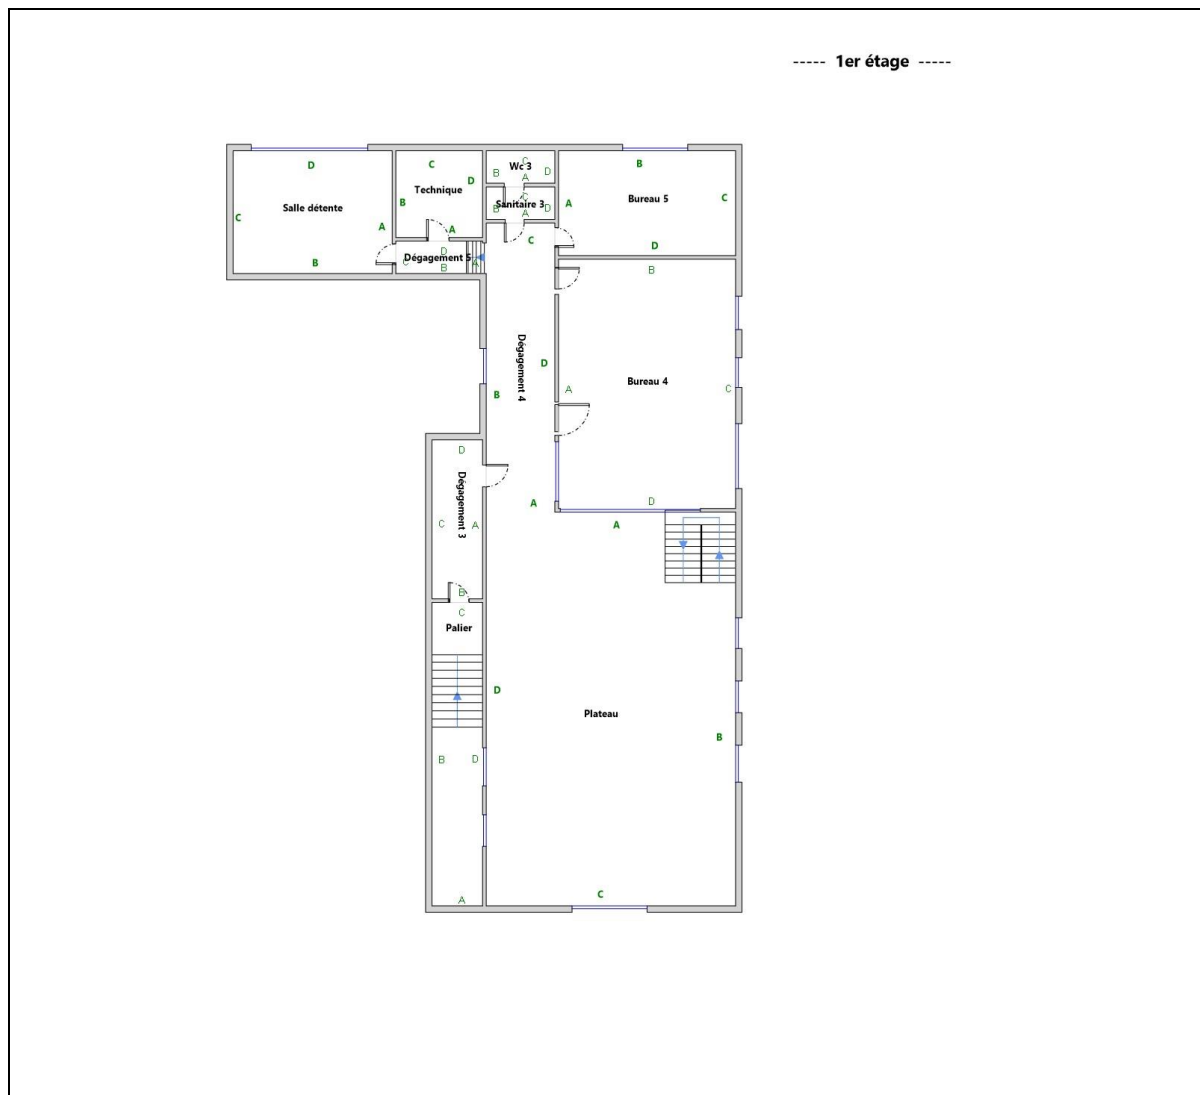 ----- 1er étage -----
D
C
Salle détente
A
B
C
D
Technique
B
A
Wc 3
C
B
D
A
Sanitaire 3
C
B
D
A
B
Bureau 5
C
A
D
Dégagement 5
D
C
A
B
C
Dégagement 4
D
B
A
B
Bureau 4
A
C
D
D
Dégagement 3
C
A
B
C
Palier
B
D
A
A
D
Plateau
B
C